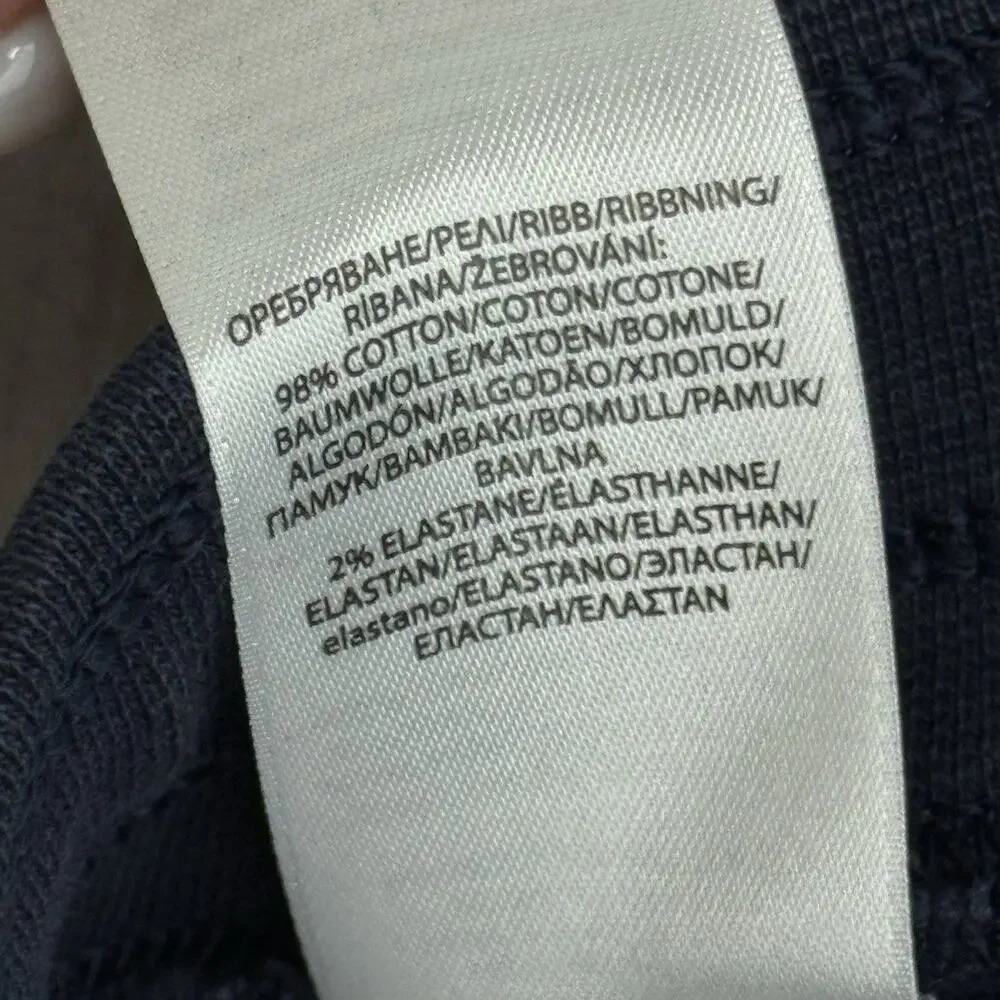 ОРЕБРЯВАНЕ/ΡΕΛΙ/RIBB/RIBBNING/
RIBANA/ŽEBROVÁNÍ:
98% COTTON/COTON/COTONE/
BAUMWOLLE/KATOEN/BOMULD/
ALGODÓN/ALGODÃO/ХЛОПОК/
ПАМУК/BAMBAKI/BOMULL/PAMUK/
BAVLNA
2% ELASTANE/ÉLASTHANNE/
ELASTAN/ELASTAAN/ELASTHAN/
elastano/ELASTANO/ЭЛАСТАН/
ЕЛАСТАН/ΕΛΑΣΤΑΝ